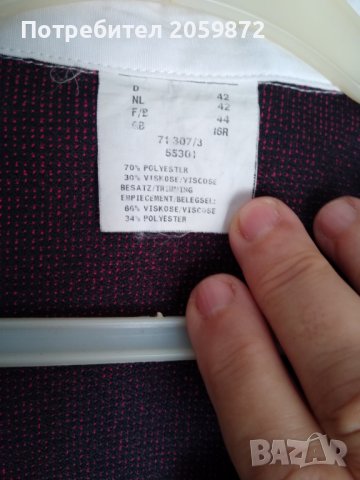 Потребител 2059872
D 42
NL 42
F/B 44
GB 16R
71 307/3
55301
70% POLYESTER
30% VISKOSE/VISCOSE
BESATZ/TRIMMING
EMPIECEMENT/BELEGSEL:
66% VISKOSE/VISCOSE
34% POLYESTER
BAZAR